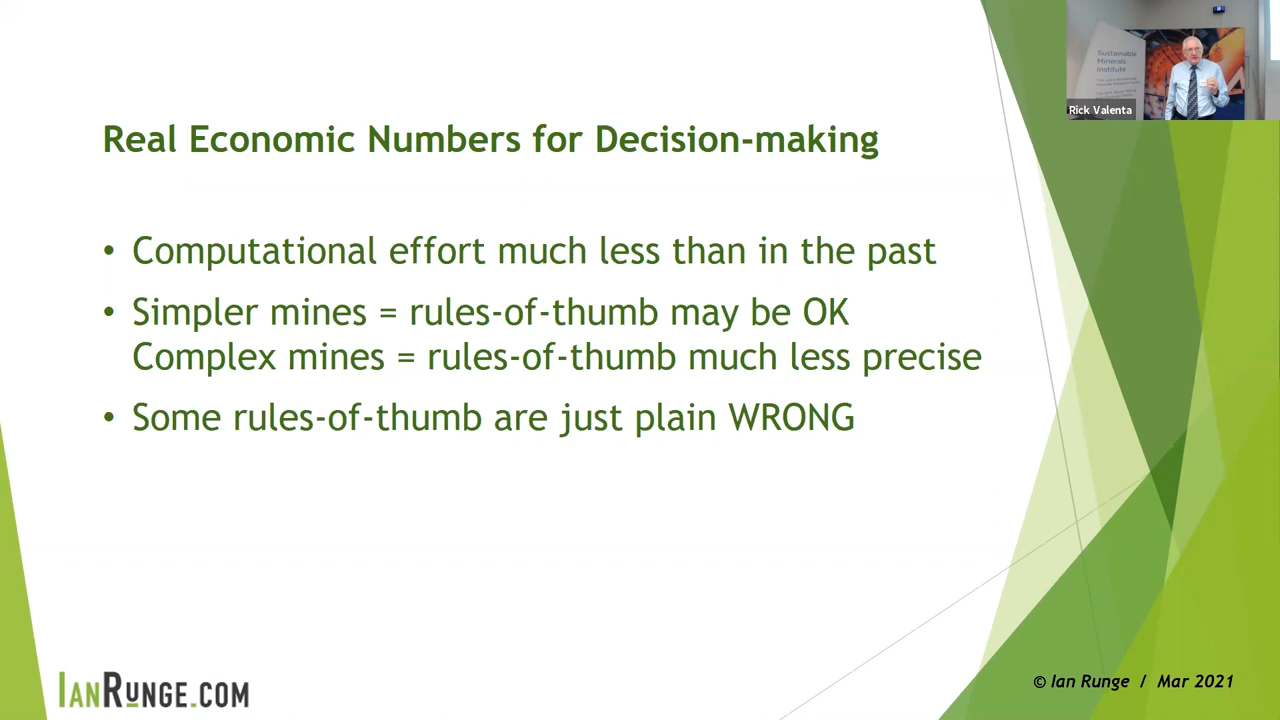 Sustainable
Minerals
Institute
Rick Valenta
Real Economic Numbers for Decision-making
• Computational effort much less than in the past
• Simpler mines = rules-of-thumb may be OK
Complex mines = rules-of-thumb much less precise
• Some rules-of-thumb are just plain WRONG
IANRUNGE.COM
© Ian Runge / Mar 2021